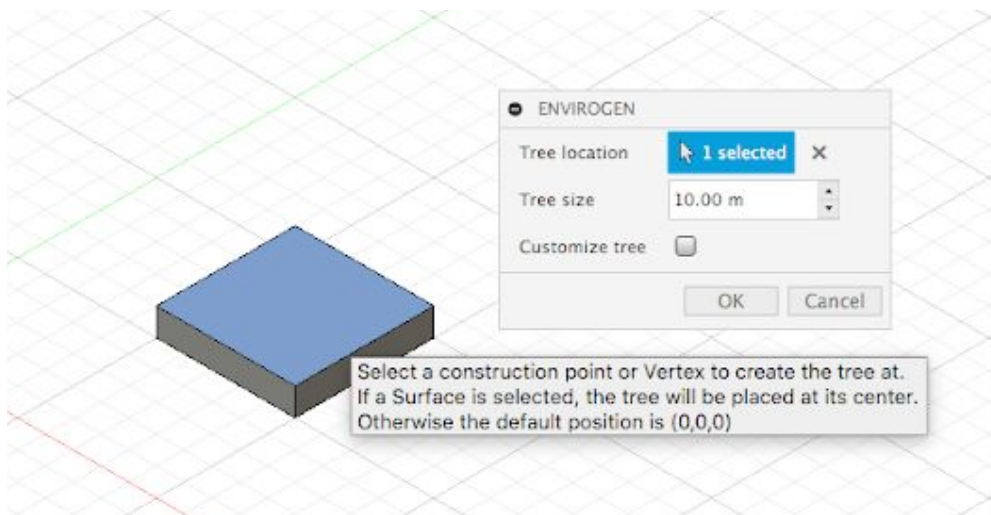 ENVIROGEN
Tree location 1 selected
Tree size 10.00 m
Customize tree
OK Cancel
Select a construction point or Vertex to create the tree at.
If a Surface is selected, the tree will be placed at its center.
Otherwise the default position is (0,0,0)